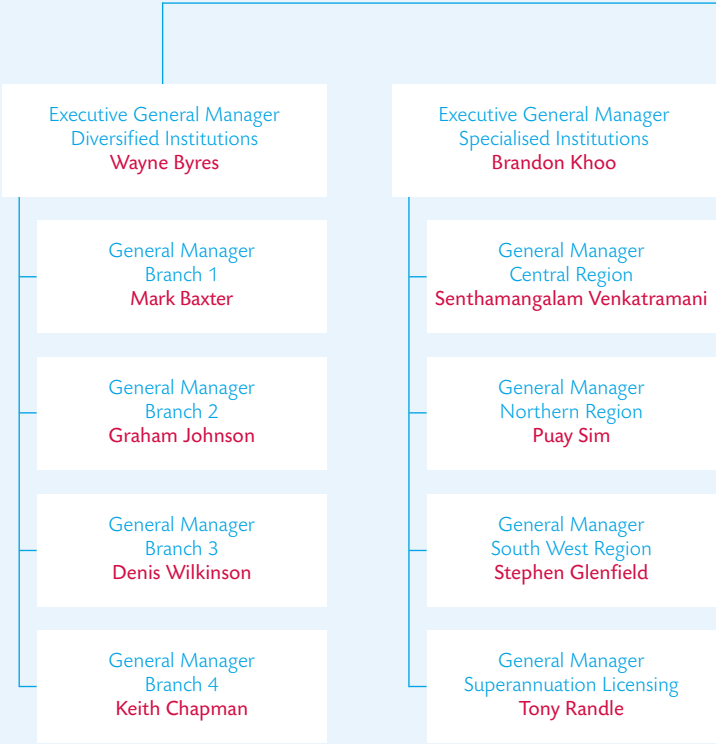 Executive General Manager
Diversified Institutions
Wayne Byres
General Manager
Branch 1
Mark Baxter
General Manager
Branch 2
Graham Johnson
General Manager
Branch 3
Denis Wilkinson
General Manager
Branch 4
Keith Chapman
Executive General Manager
Specialised Institutions
Brandon Khoo
General Manager
Central Region
Senthamangalam Venkatramani
General Manager
Northern Region
Puay Sim
General Manager
South West Region
Stephen Glenfield
General Manager
Superannuation Licensing
Tony Randle